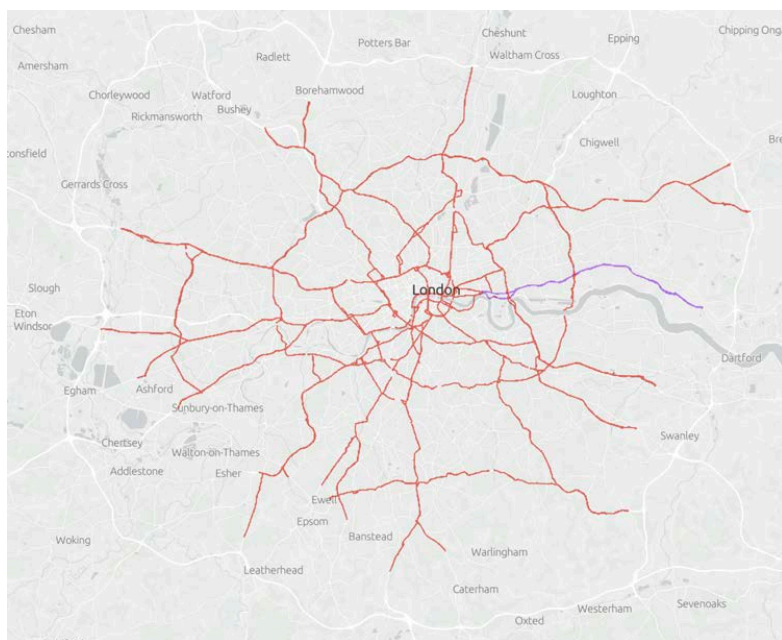 Chesham
Potters Bar
Cheshunt
Epping
Chipping Ong
Amersham
Radlett
Waltham Cross
Chorleywood
Watford
Borehamwood
Loughton
Rickmansworth
Bushey
Chigwell
Bre
onsfield
Gerrards Cross
Slough
London
Eton
Windsor
Dartford
Egham
Ashford
Sunbury-on-Thames
Chertsey
Swanley
Walton-on-Thames
Addlestone
Esher
Ewell
Epsom
Woking
Banstead
Warlingham
Leatherhead
Caterham
Westerham
Sevenoaks
Oxted